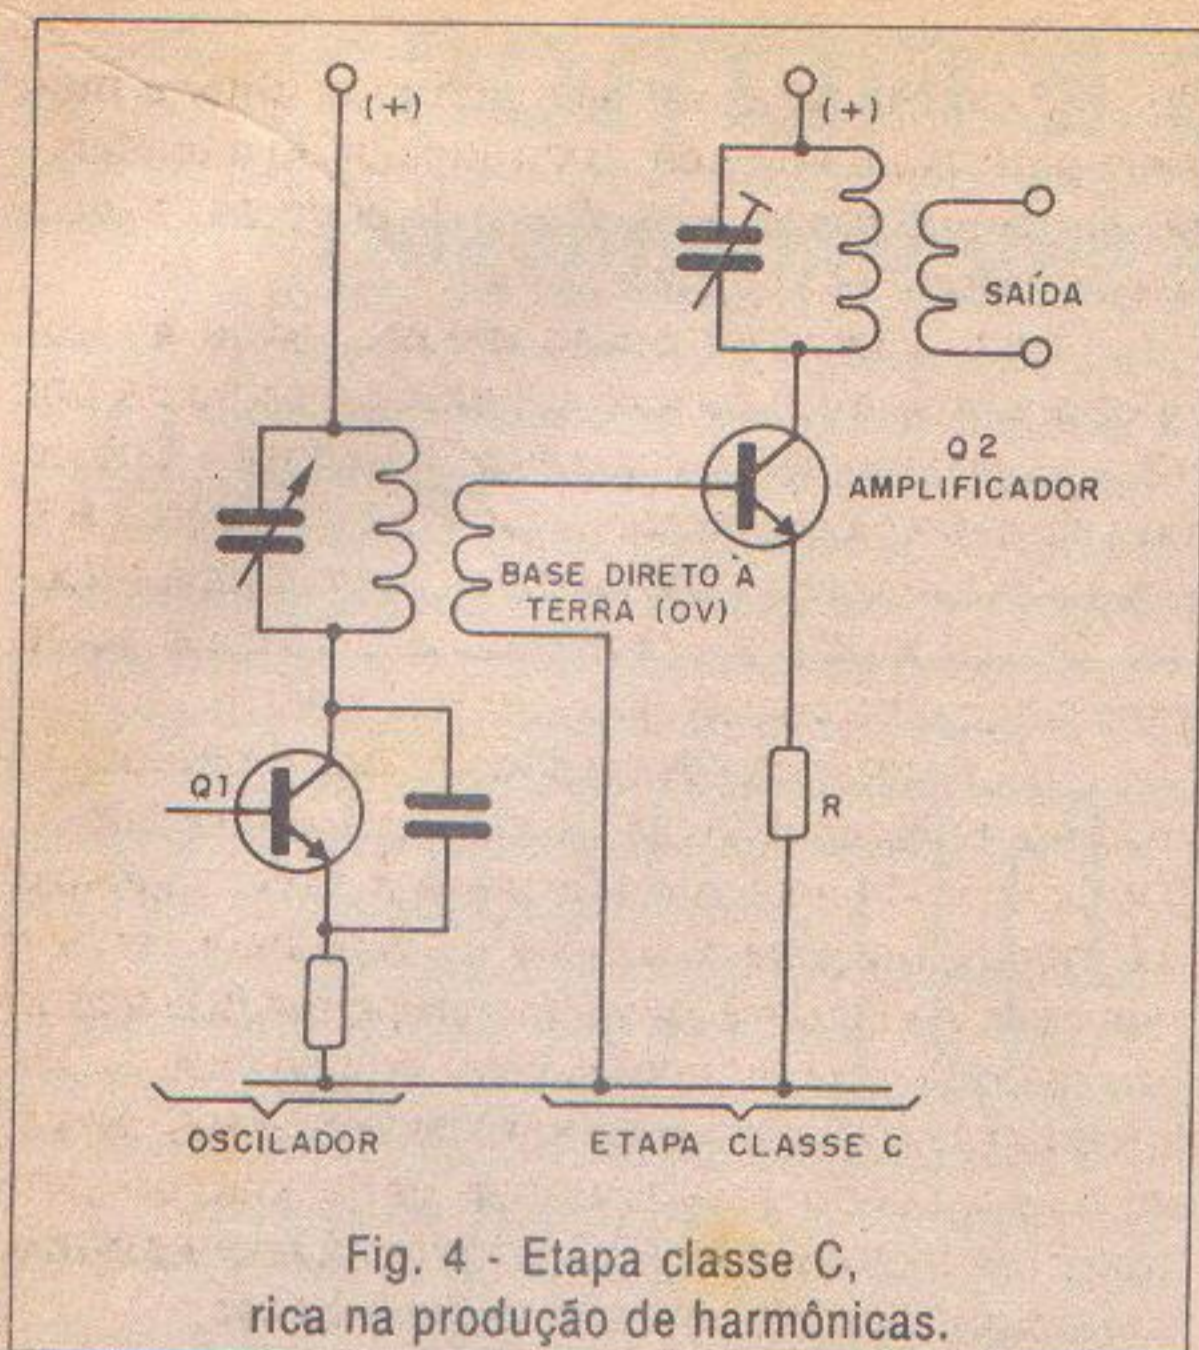 (+)
(+)
SAÍDA
Q2
AMPLIFICADOR
BASE DIRETO À
TERRA (0V)
Q1
R
OSCILADOR
ETAPA CLASSE C
Fig. 4 - Etapa classe C,
rica na produção de harmônicas.